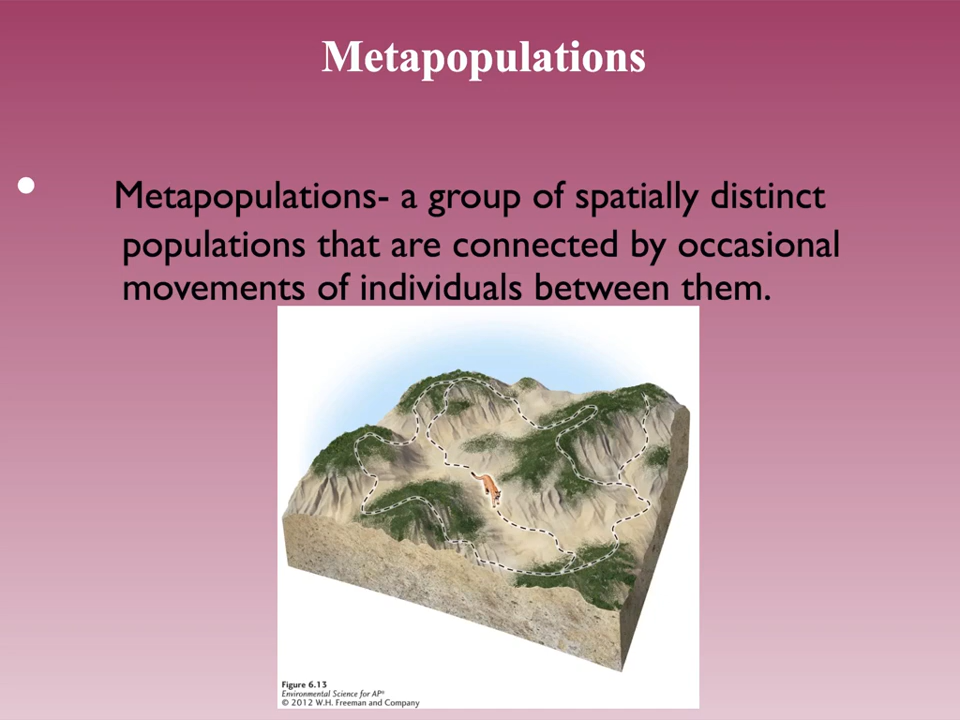 Metapopulations
• Metapopulations- a group of spatially distinct
populations that are connected by occasional
movements of individuals between them.
Figure 6.13
Environmental Science for AP®
© 2012 W.H. Freeman and Company